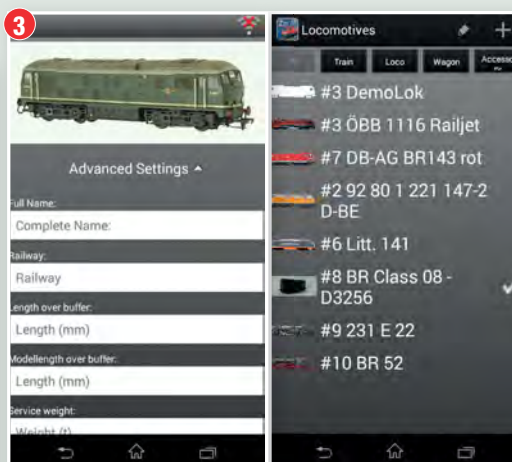 3
Advanced Settings
Full Name:
Complete Name:
Railway:
Railway
Length over buffer:
Length (mm)
Modellength over buffer:
Length (mm)
Service weight:
Weight (t)
Locomotives
Train Loco Wagon
#3 DemoLok
#3 ÖBB 1116 Railjet
#7 DB-AG BR143 rot
#2 92 80 1 221 147-2
D-BE
#6 Litt. 141
#8 BR Class 08 -
D3256
#9 231 E 22
#10 BR 52